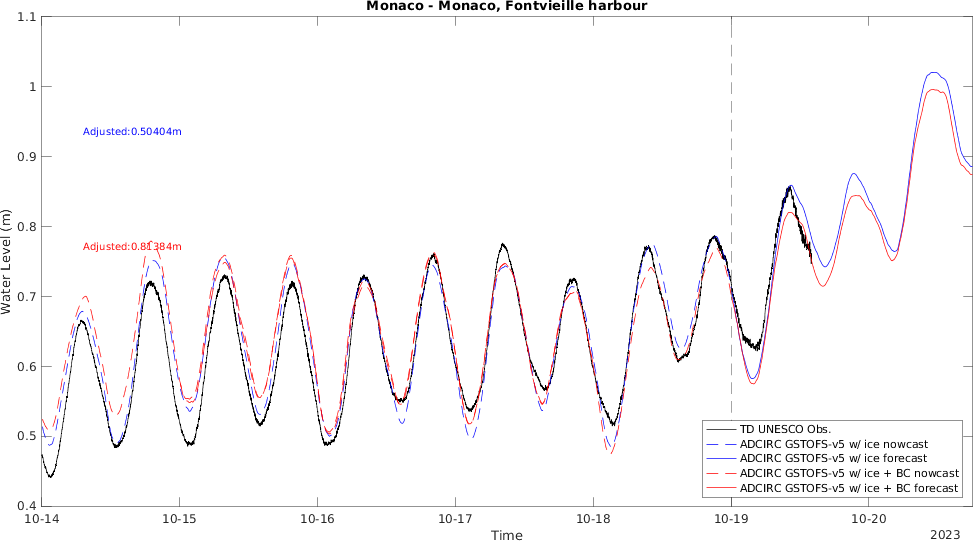 Monaco - Monaco, Fontvieille harbour
1.1
1
0.9
0.8
0.7
0.6
0.5
0.4
Water Level (m)
Adjusted:0.50404m
Adjusted:0.81384m
TD UNESCO Obs.
ADCIRC GSTOFS-v5 w/ ice nowcast
ADCIRC GSTOFS-v5 w/ ice forecast
ADCIRC GSTOFS-v5 w/ ice + BC nowcast
ADCIRC GSTOFS-v5 w/ ice + BC forecast
10-14 10-15 10-16 10-17 10-18 10-19 10-20
Time
2023